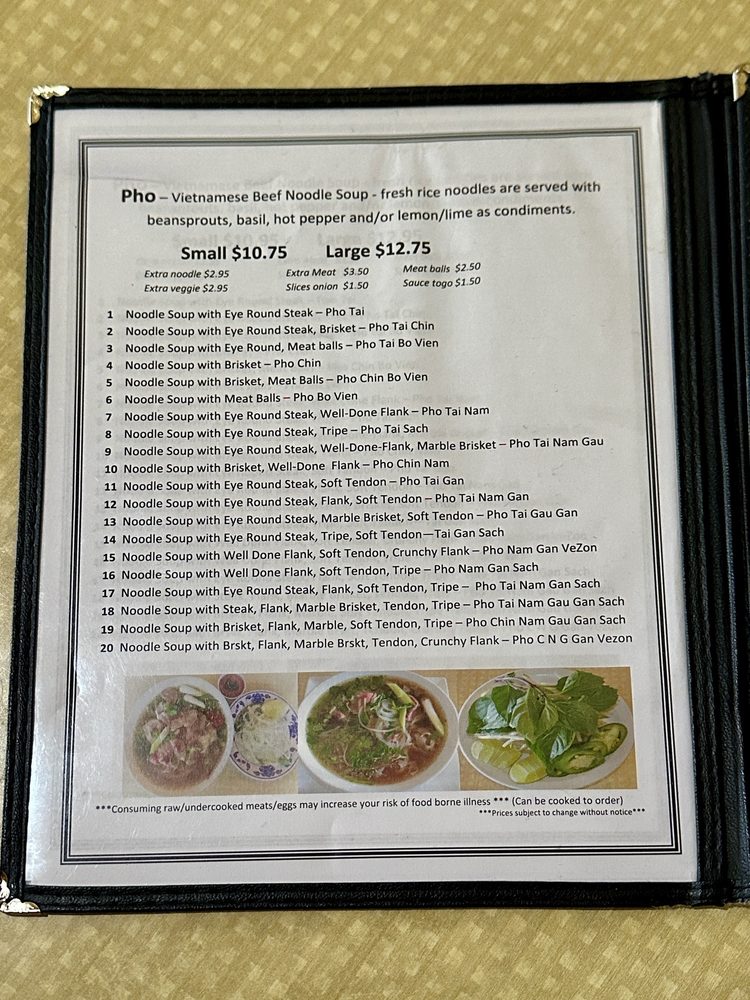 Pho – Vietnamese Beef Noodle Soup - fresh rice noodles are served with
beansprouts, basil, hot pepper and/or lemon/lime as condiments.
Small $10.75 Large $12.75
Extra noodle $2.95 Extra Meat $3.50 Meat balls $2.50
Extra veggie $2.95 Slices onion $1.50 Sauce togo $1.50
1 Noodle Soup with Eye Round Steak – Pho Tai
2 Noodle Soup with Eye Round Steak, Brisket – Pho Tai Chin
3 Noodle Soup with Eye Round, Meat balls – Pho Tai Bo Vien
4 Noodle Soup with Brisket – Pho Chin
5 Noodle Soup with Brisket, Meat Balls – Pho Chin Bo Vien
6 Noodle Soup with Meat Balls – Pho Bo Vien
7 Noodle Soup with Eye Round Steak, Well-Done Flank – Pho Tai Nam
8 Noodle Soup with Eye Round Steak, Tripe – Pho Tai Sach
9 Noodle Soup with Eye Round Steak, Well-Done-Flank, Marble Brisket – Pho Tai Nam Gau
10 Noodle Soup with Brisket, Well-Done Flank – Pho Chin Nam
11 Noodle Soup with Eye Round Steak, Soft Tendon – Pho Tai Gan
12 Noodle Soup with Eye Round Steak, Flank, Soft Tendon – Pho Tai Nam Gan
13 Noodle Soup with Eye Round Steak, Marble Brisket, Soft Tendon – Pho Tai Gau Gan
14 Noodle Soup with Eye Round Steak, Tripe, Soft Tendon—Tai Gan Sach
15 Noodle Soup with Well Done Flank, Soft Tendon, Crunchy Flank – Pho Nam Gan VeZon
16 Noodle Soup with Well Done Flank, Soft Tendon, Tripe – Pho Nam Gan Sach
17 Noodle Soup with Eye Round Steak, Flank, Soft Tendon, Tripe – Pho Tai Nam Gan Sach
18 Noodle Soup with Steak, Flank, Marble Brisket, Tendon, Tripe – Pho Tai Nam Gau Gan Sach
19 Noodle Soup with Brisket, Flank, Marble, Soft Tendon, Tripe – Pho Chin Nam Gau Gan Sach
20 Noodle Soup with Brskt, Flank, Marble Brskt, Tendon, Crunchy Flank – Pho C N G Gan Vezon
***Consuming raw/undercooked meats/eggs may increase your risk of food borne illness *** (Can be cooked to order)
***Prices subject to change without notice***